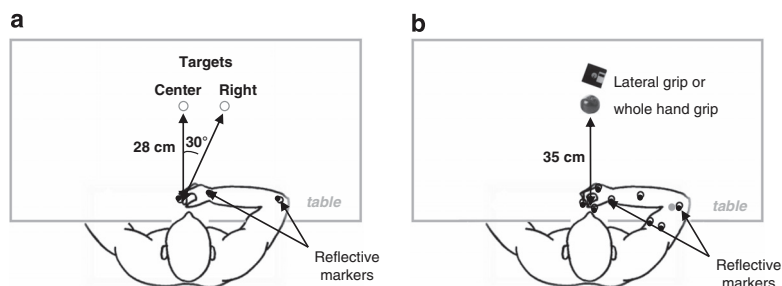 a
Targets
Center Right
28 cm
30°
table
Reflective
markers
b
Lateral grip or
whole hand grip
35 cm
table
Reflective
markers